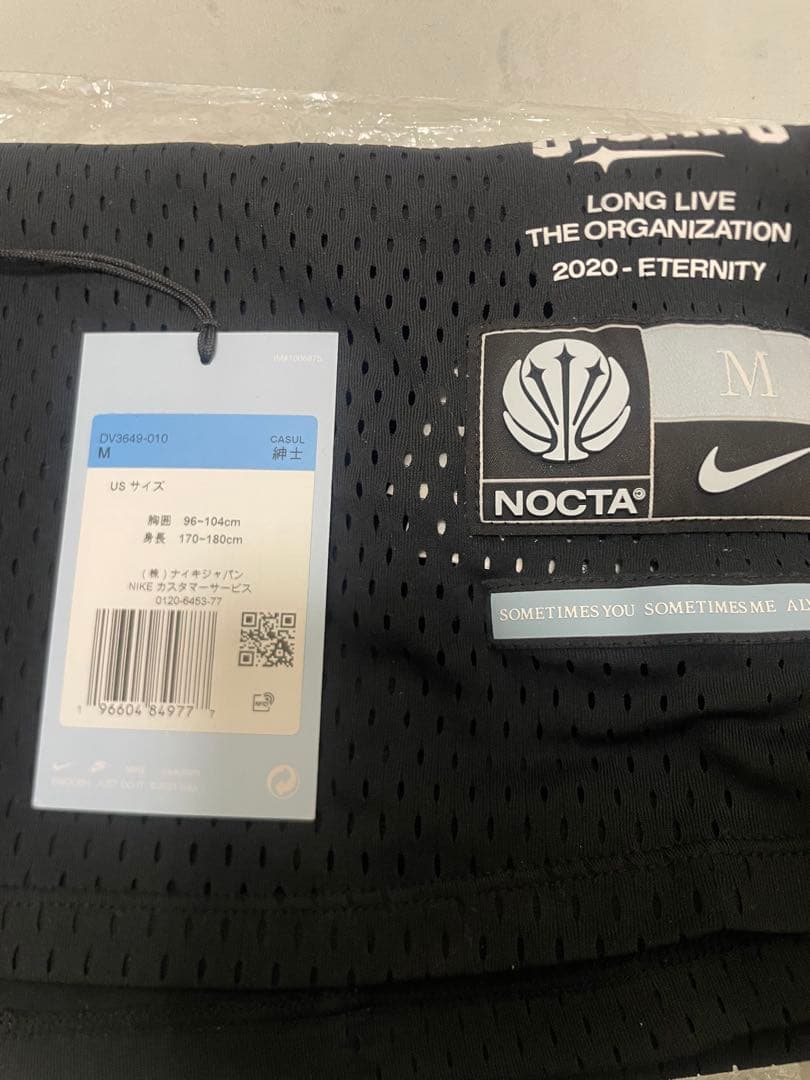 LONG LIVE
THE ORGANIZATION
2020 - ETERNITY
M
NOCTA
SOMETIMES YOU SOMETIMES ME
DV3649-010
M
CASUL
紳士
US サイズ
胸囲 96~104cm
身長 170~180cm
(株)ナイキジャパン
NIKE カスタマーサービス
0120-6453-77
1 96604 84977 7